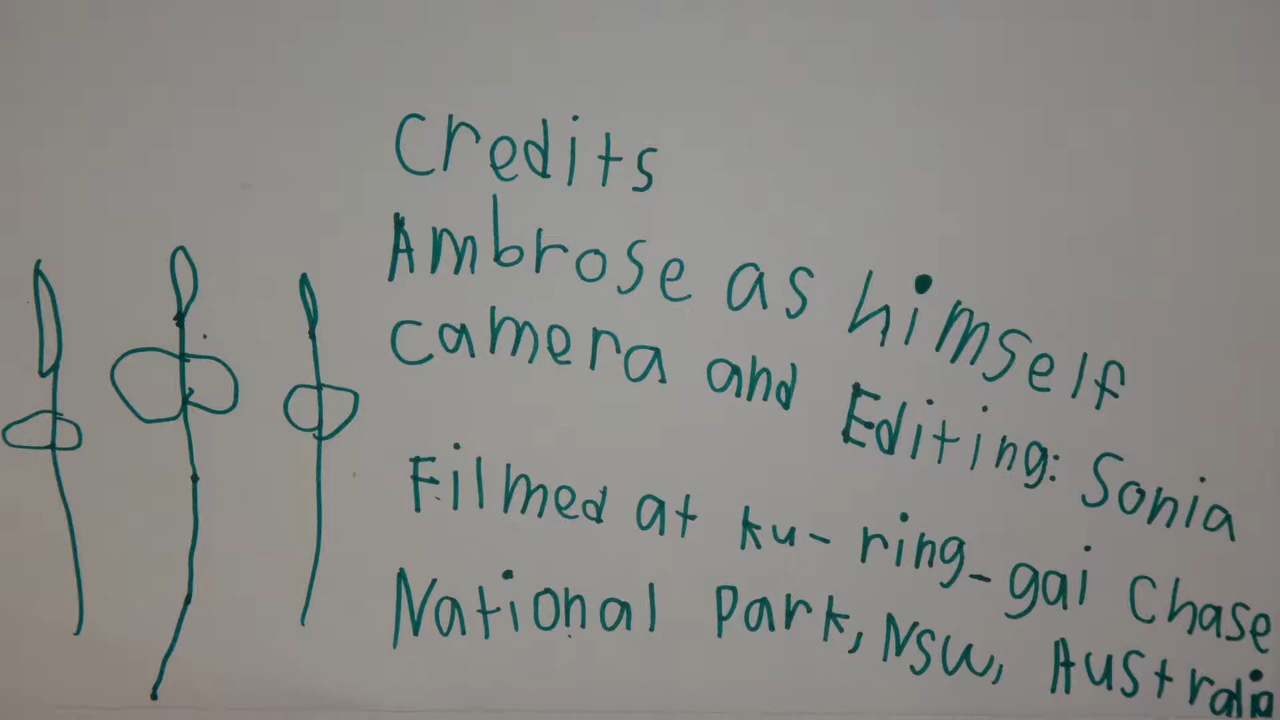 Credits
Ambrose as himself
camera and Editing: Sonia
Filmed at ku-ring-gai Chase
National park, NSW, Australia